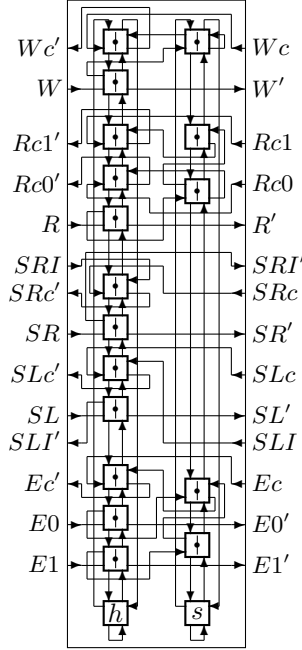 Wc′ Wc
W W′
Rc1′ Rc1
Rc0′ Rc0
R R′
SRI SRI′
SRc′ SRc
SR SR′
SLc′ SLc
SL SL′
SLI′ SLI
Ec′ Ec
E0 E0′
E1 E1′
h s